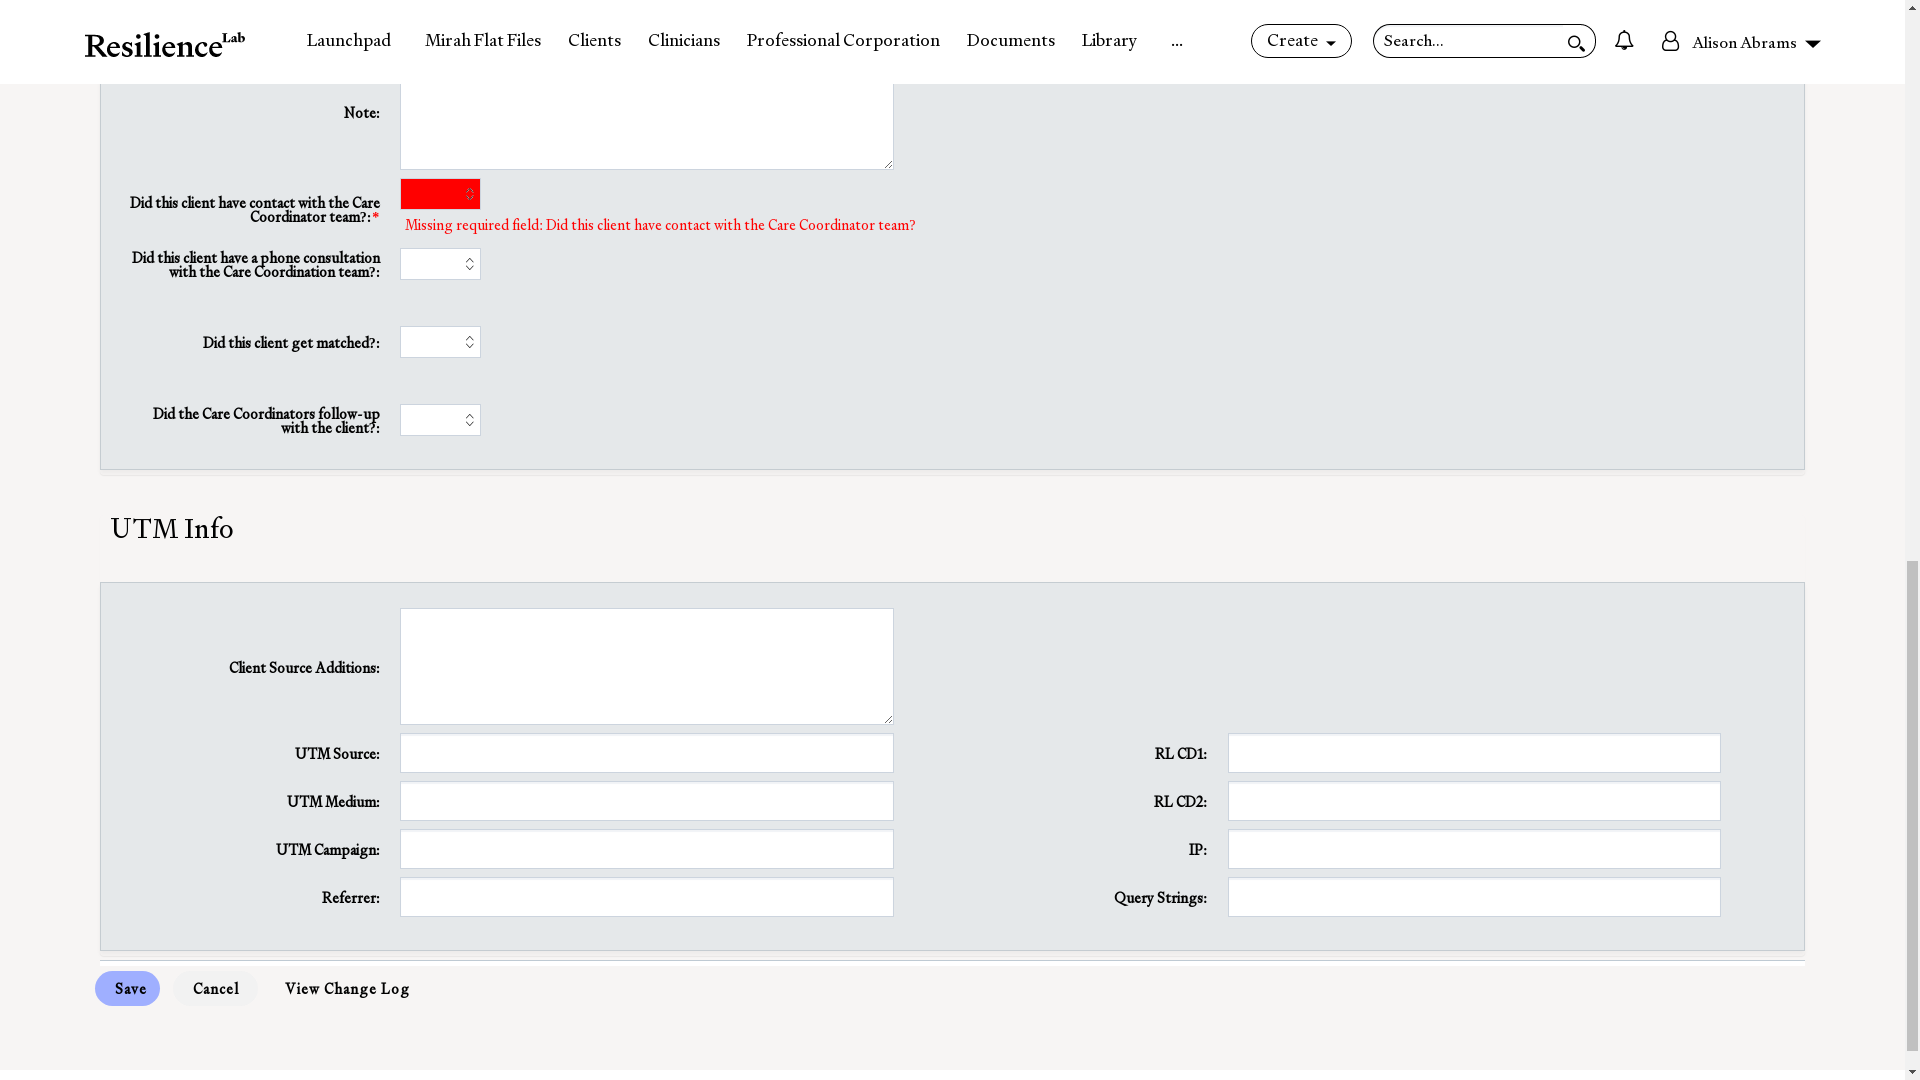 Resilience Lab
Launchpad
Mirah Flat Files
Clients
Clinicians
Professional Corporation
Documents
Library
...
Create
Search...
Alison Abrams
Note:
Did this client have contact with the Care
Coordinator team?:*
Missing required field: Did this client have contact with the Care Coordinator team?
Did this client have a phone consultation
with the Care Coordination team?:
Did this client get matched?:
Did the Care Coordinators follow-up
with the client?:
UTM Info
Client Source Additions:
UTM Source:
RL CD1:
UTM Medium:
RL CD2:
UTM Campaign:
IP:
Referrer:
Query Strings:
Save
Cancel
View Change Log